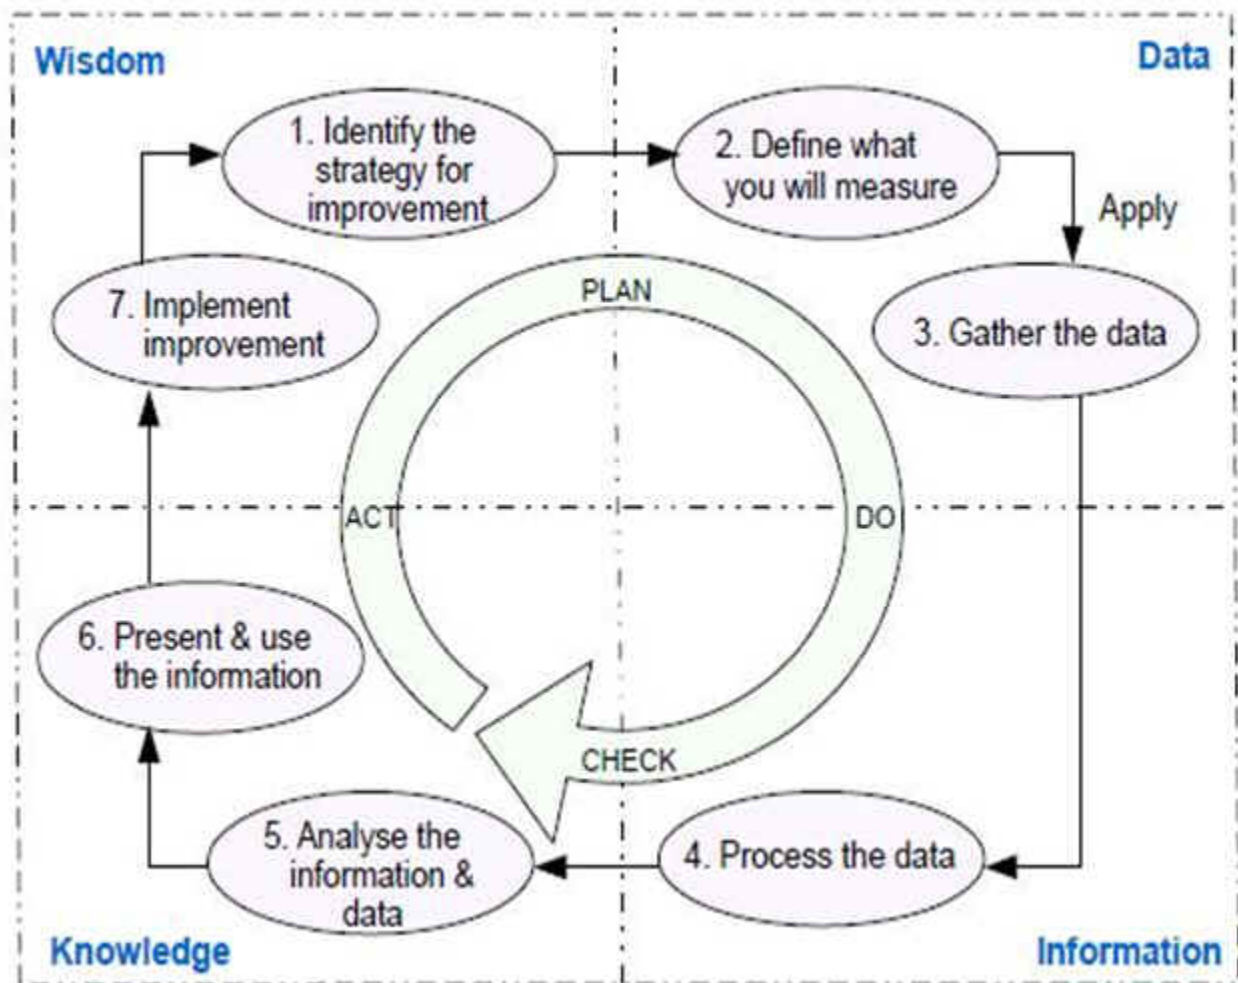 Wisdom
Data
1. Identify the
strategy for
improvement
2. Define what
you will measure
Apply
3. Gather the data
7. Implement
improvement
PLAN
ACT
DO
6. Present & use
the information
CHECK
5. Analyse the
information &
data
4. Process the data
Knowledge
Information